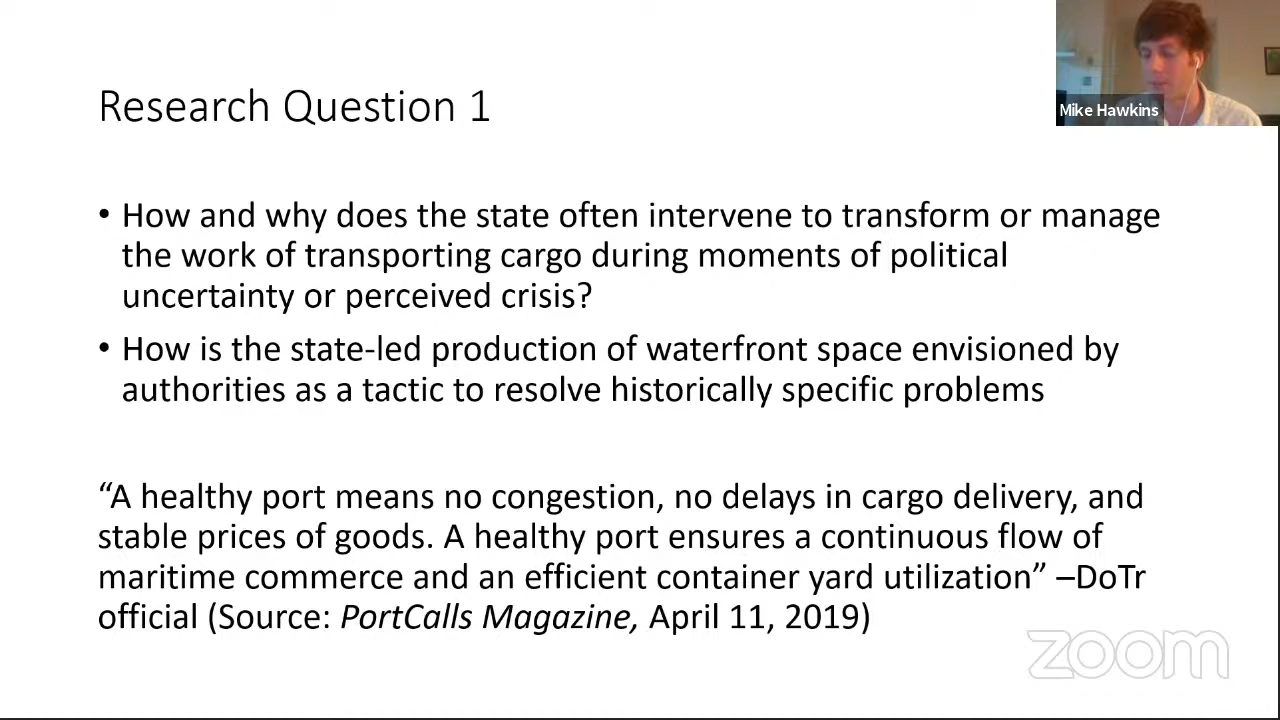 Research Question 1
Mike Hawkins
• How and why does the state often intervene to transform or manage
the work of transporting cargo during moments of political
uncertainty or perceived crisis?
• How is the state-led production of waterfront space envisioned by
authorities as a tactic to resolve historically specific problems
“A healthy port means no congestion, no delays in cargo delivery, and
stable prices of goods. A healthy port ensures a continuous flow of
maritime commerce and an efficient container yard utilization” –DoTr
official (Source: PortCalls Magazine, April 11, 2019)
zoom